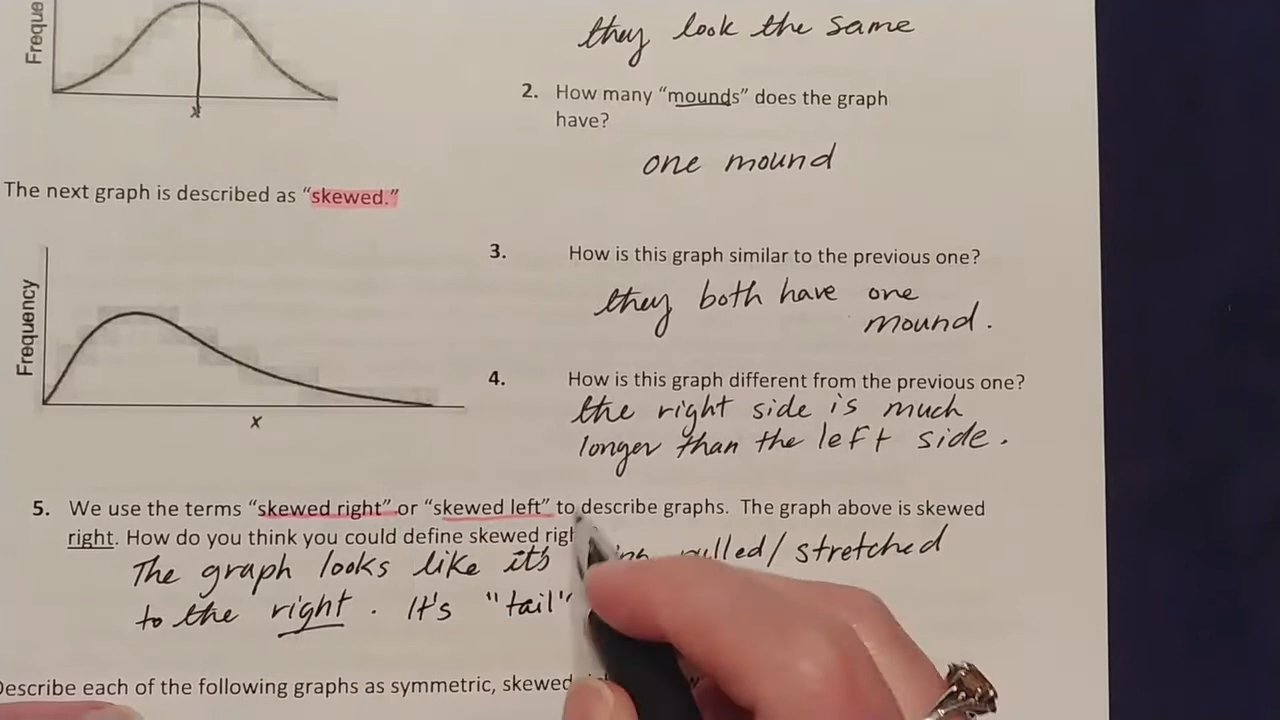 Freque
x
they look the same
2. How many “mounds” does the graph
have?
one mound
The next graph is described as “skewed.”
Frequency
x
3. How is this graph similar to the previous one?
they both have one
mound.
4. How is this graph different from the previous one?
the right side is much
longer than the left side.
5. We use the terms “skewed right” or “skewed left” to describe graphs. The graph above is skewed
right. How do you think you could define skewed righ
The graph looks like it's pulled/stretched
to the right. It's "tail"
Describe each of the following graphs as symmetric, skewed